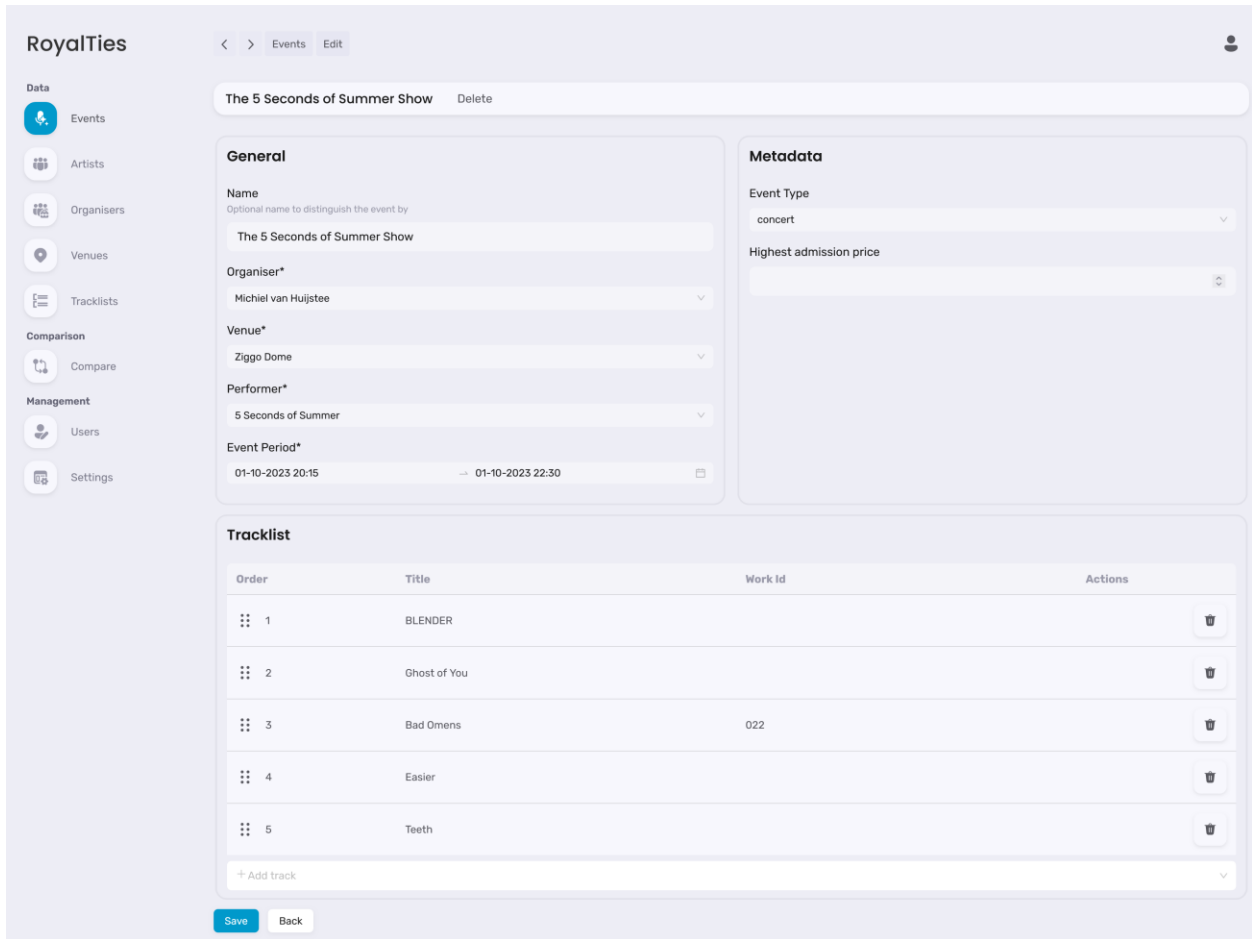 RoyalTies
Events Edit
Data
Events
Artists
Organisers
Venues
Tracklists
Comparison
Compare
Management
Users
Settings
The 5 Seconds of Summer Show Delete
General
Name
Optional name to distinguish the event by
The 5 Seconds of Summer Show
Organiser*
Michiel van Huijstee
Venue*
Ziggo Dome
Performer*
5 Seconds of Summer
Event Period*
01-10-2023 20:15 → 01-10-2023 22:30
Metadata
Event Type
concert
Highest admission price
Tracklist
Order Title Work Id Actions
1 BLENDER
2 Ghost of You
3 Bad Omens 022
4 Easier
5 Teeth
+ Add track
Save Back